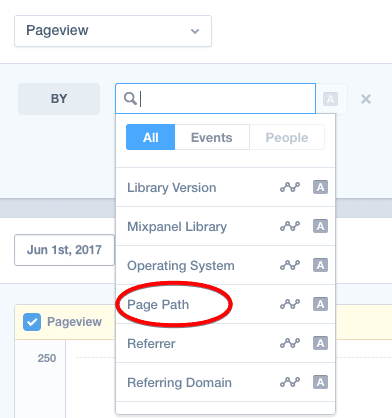 Pageview
BY
A
All Events People
Library Version A
Mixpanel Library A
Operating System A
Jun 1st, 2017
Page Path A
Pageview
Referrer A
250
Referring Domain A